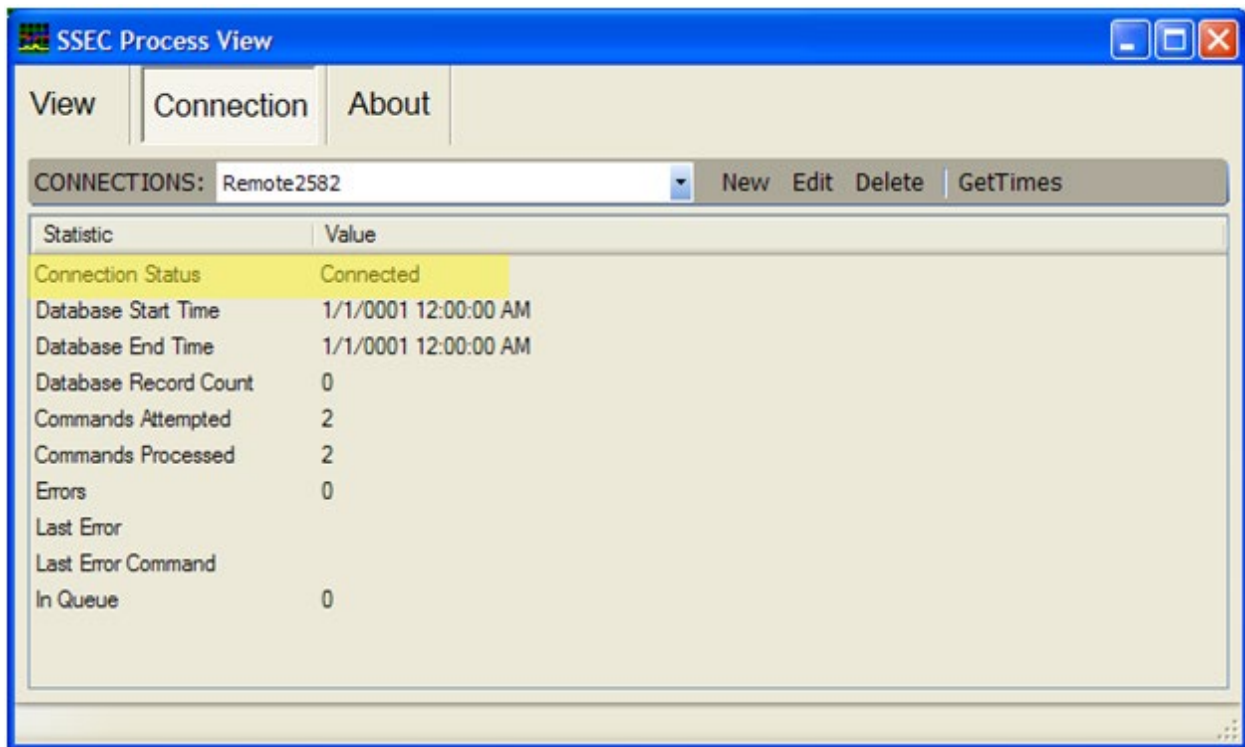 SSEC Process View
View Connection About
CONNECTIONS: Remote2582 New Edit Delete GetTimes
Statistic Value
Connection Status Connected
Database Start Time 1/1/0001 12:00:00 AM
Database End Time 1/1/0001 12:00:00 AM
Database Record Count 0
Commands Attempted 2
Commands Processed 2
Errors 0
Last Error
Last Error Command
In Queue 0